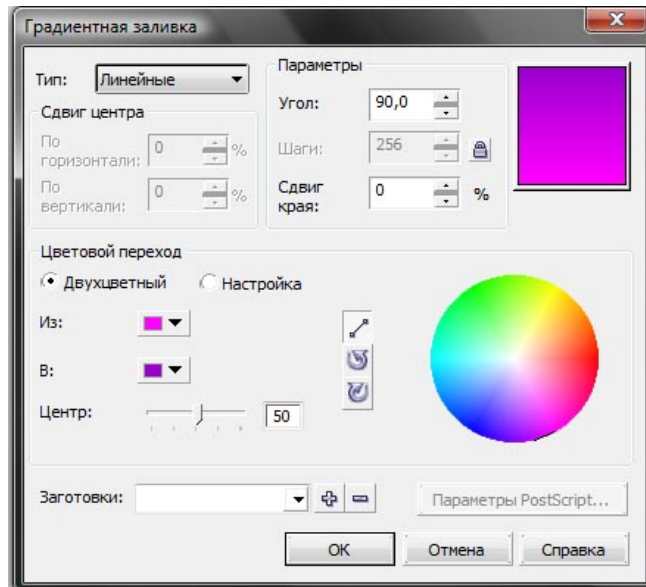 Градиентная заливка
Тип:
Линейные
Сдвиг центра
По горизонтали:
0
%
По вертикали:
0
%
Параметры
Угол:
90,0
Шаги:
256
Сдвиг края:
0
%
Цветовой переход
Двухцветный
Настройка
Из:
В:
Центр:
50
Заготовки:
Параметры PostScript...
OK
Отмена
Справка